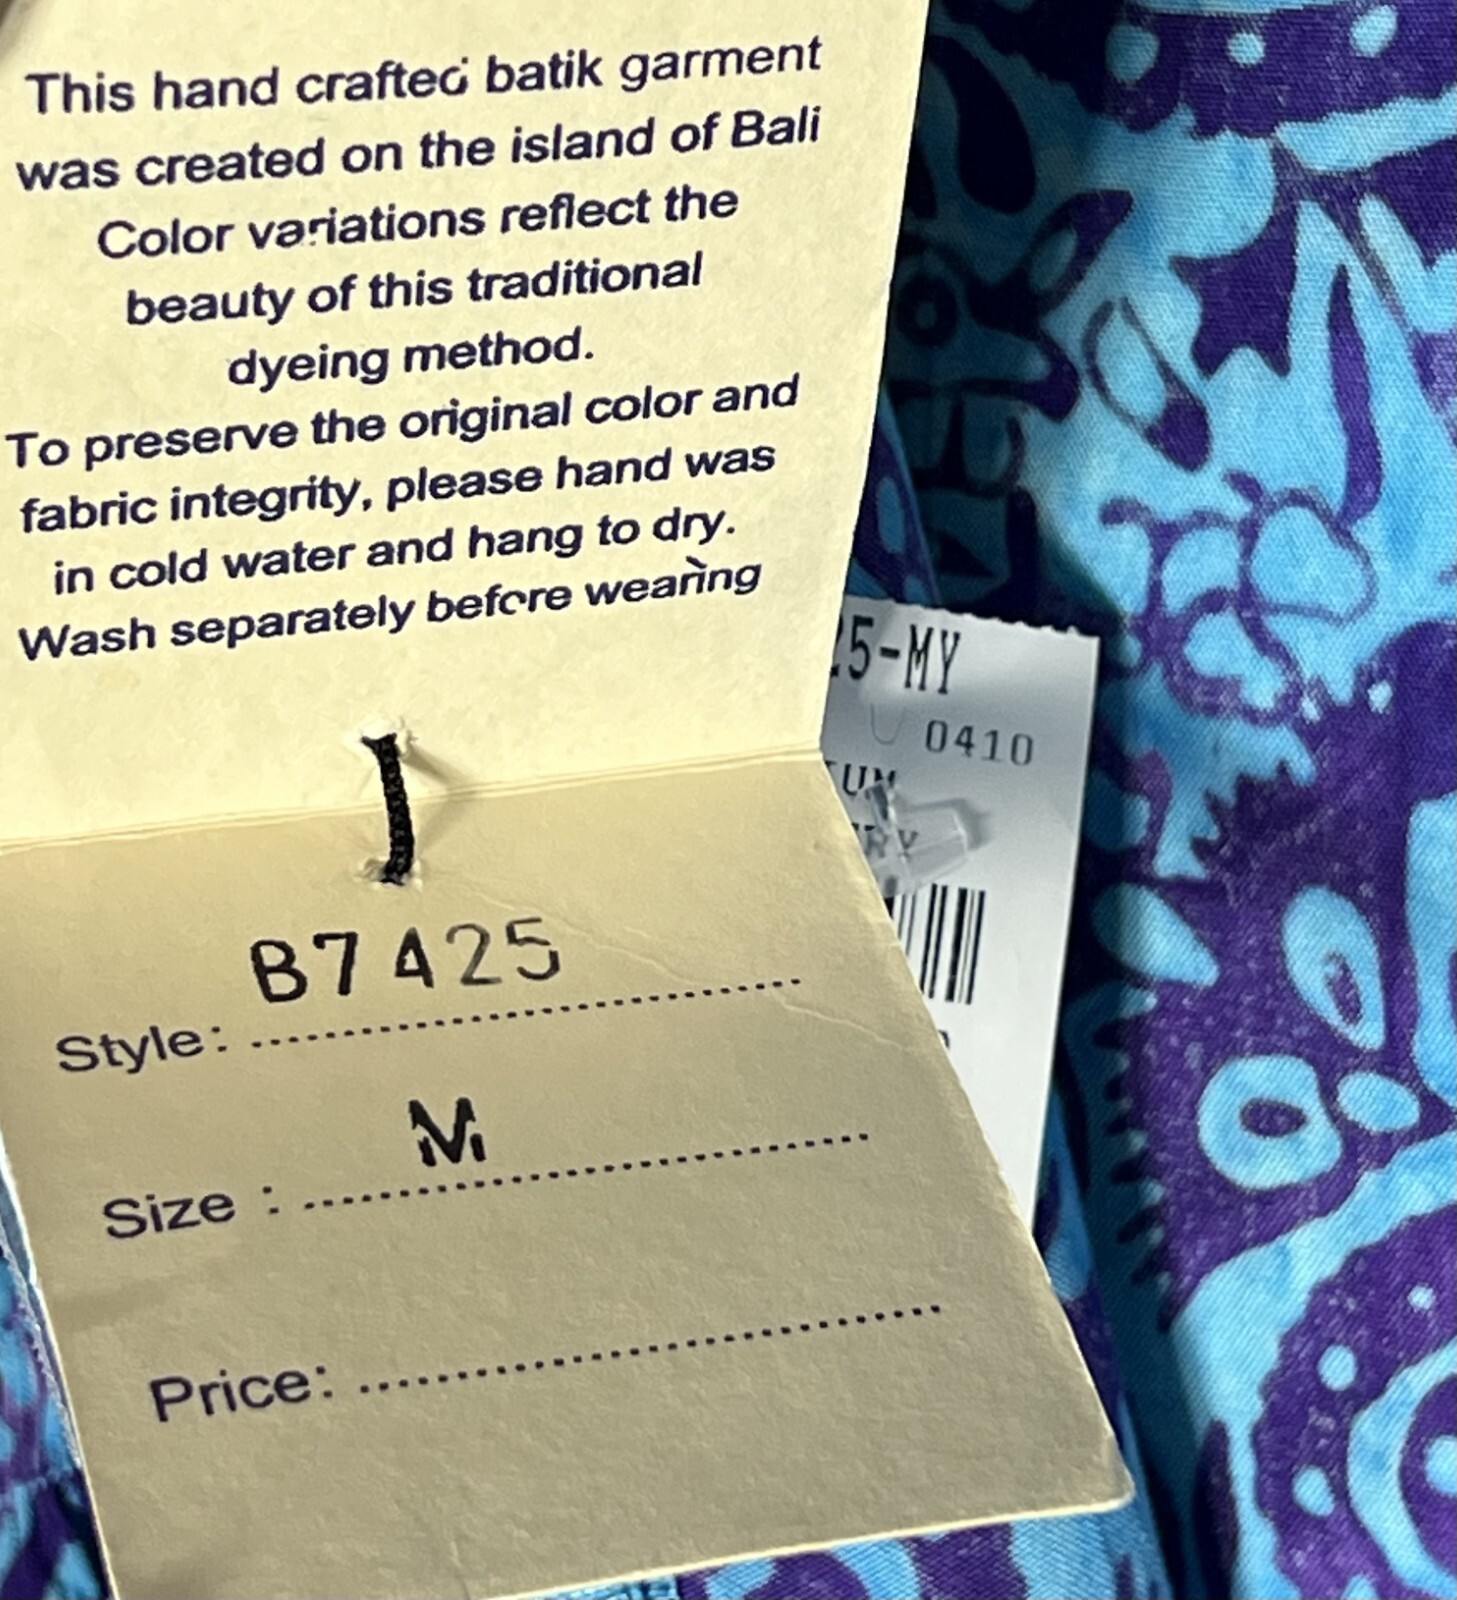 This hand crafted batik garment
was created on the island of Bali
Color variations reflect the
beauty of this traditional
dyeing method.
To preserve the original color and
fabric integrity, please hand was
in cold water and hang to dry.
Wash separately before wearing
5-MY
0410
UM
RY
B7425
Style:
M
Size :
Price: